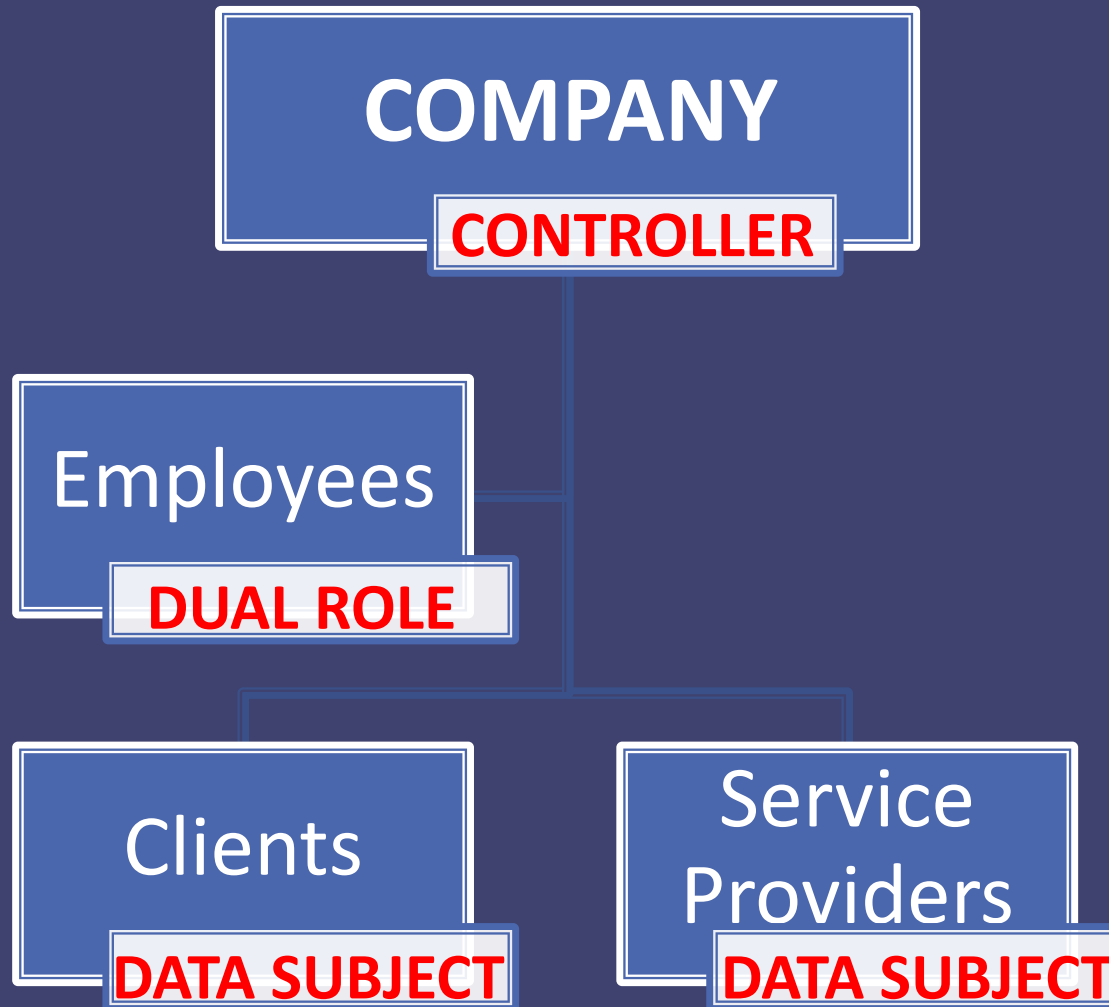 COMPANY
CONTROLLER
Employees
DUAL ROLE
Clients
DATA SUBJECT
Service
Providers
DATA SUBJECT